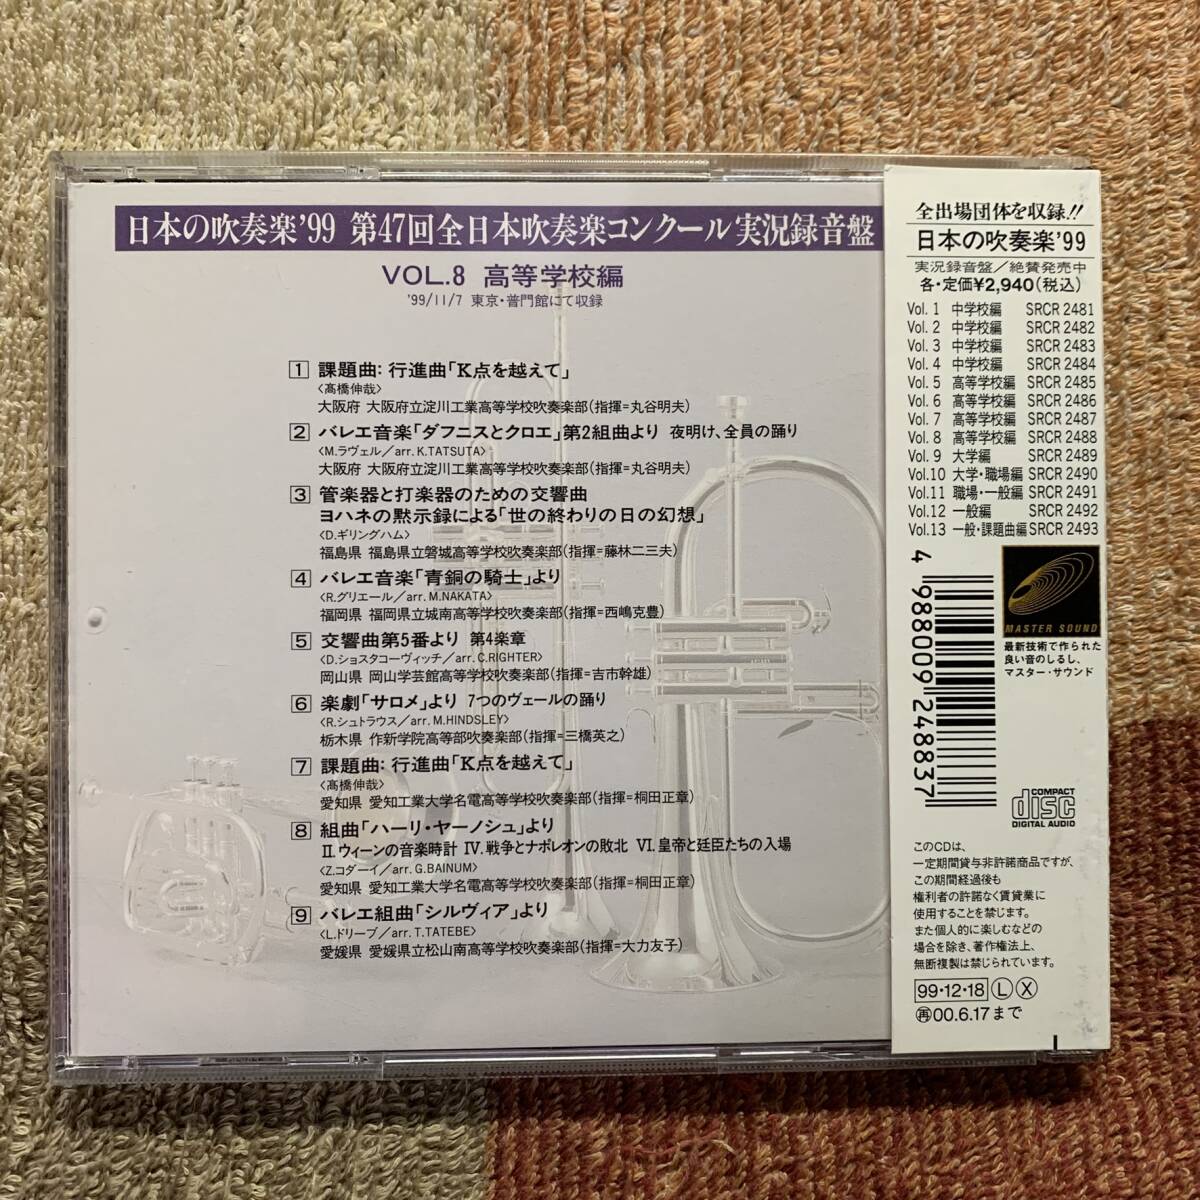 日本の吹奏楽'99 第47回全日本吹奏楽コンクール実況録音盤
VOL.8 高等学校編
'99/11/7 東京・普門館にて収録
1 課題曲: 行進曲「K点を越えて」
〈髙橋伸哉〉
大阪府 大阪府立淀川工業高等学校吹奏楽部(指揮=丸谷明夫)
2 バレエ音楽「ダフニスとクロエ」第2組曲より 夜明け、全員の踊り
〈M.ラヴェル/arr. K.TATSUTA〉
大阪府 大阪府立淀川工業高等学校吹奏楽部(指揮=丸谷明夫)
3 管楽器と打楽器のための交響曲
ヨハネの黙示録による「世の終わりの日の幻想」
〈D.ギリングハム〉
福島県 福島県立磐城高等学校吹奏楽部(指揮=藤林二三夫)
4 バレエ音楽「青銅の騎士」より
〈R.グリエール/arr. M.NAKATA〉
福岡県 福岡県立城南高等学校吹奏楽部(指揮=西嶋克豊)
5 交響曲第5番より 第4楽章
〈D.ショスタコーヴィッチ/arr. C.RIGHTER〉
岡山県 岡山学芸館高等学校吹奏楽部(指揮=吉市幹雄)
6 楽劇「サロメ」より 7つのヴェールの踊り
〈R.シュトラウス/arr. M.HINDSLEY〉
栃木県 作新学院高等部吹奏楽部(指揮=三橋英之)
7 課題曲: 行進曲「K点を越えて」
〈髙橋伸哉〉
愛知県 愛知工業大学名電高等学校吹奏楽部(指揮=桐田正章)
8 組曲「ハーリ・ヤーノシュ」より
II.ウィーンの音楽時計 IV.戦争とナポレオンの敗北 VI.皇帝と廷臣たちの入場
〈Z.コダーイ/arr. G.BAINUM〉
愛知県 愛知工業大学名電高等学校吹奏楽部(指揮=桐田正章)
9 バレエ組曲「シルヴィア」より
〈L.ドリーブ/arr. T.TATEBE〉
愛媛県 愛媛県立松山南高等学校吹奏楽部(指揮=大力友子)
全出場団体を収録!!
日本の吹奏楽'99
実況録音盤/絶賛発売中
各・定価¥2,940(税込)
Vol. 1 中学校編 SRCR 2481
Vol. 2 中学校編 SRCR 2482
Vol. 3 中学校編 SRCR 2483
Vol. 4 中学校編 SRCR 2484
Vol. 5 高等学校編 SRCR 2485
Vol. 6 高等学校編 SRCR 2486
Vol. 7 高等学校編 SRCR 2487
Vol. 8 高等学校編 SRCR 2488
Vol. 9 大学編 SRCR 2489
Vol.10 大学・職場編 SRCR 2490
Vol.11 職場・一般編 SRCR 2491
Vol.12 一般編 SRCR 2492
Vol.13 一般・課題曲編 SRCR 2493
4 988009 248837
MASTER SOUND
最新技術で作られた
良い音のしるし、
マスター・サウンド
COMPACT
disc
DIGITAL AUDIO
このCDは、
一定期間貸与非許諾商品ですが、
この期間経過後も
権利者の許諾なく賃貸業に
使用することを禁じます。
また個人的に楽しむなどの
場合を除き、著作権法上、
無断複製は禁じられています。
99・12・18 L X
再00.6.17まで